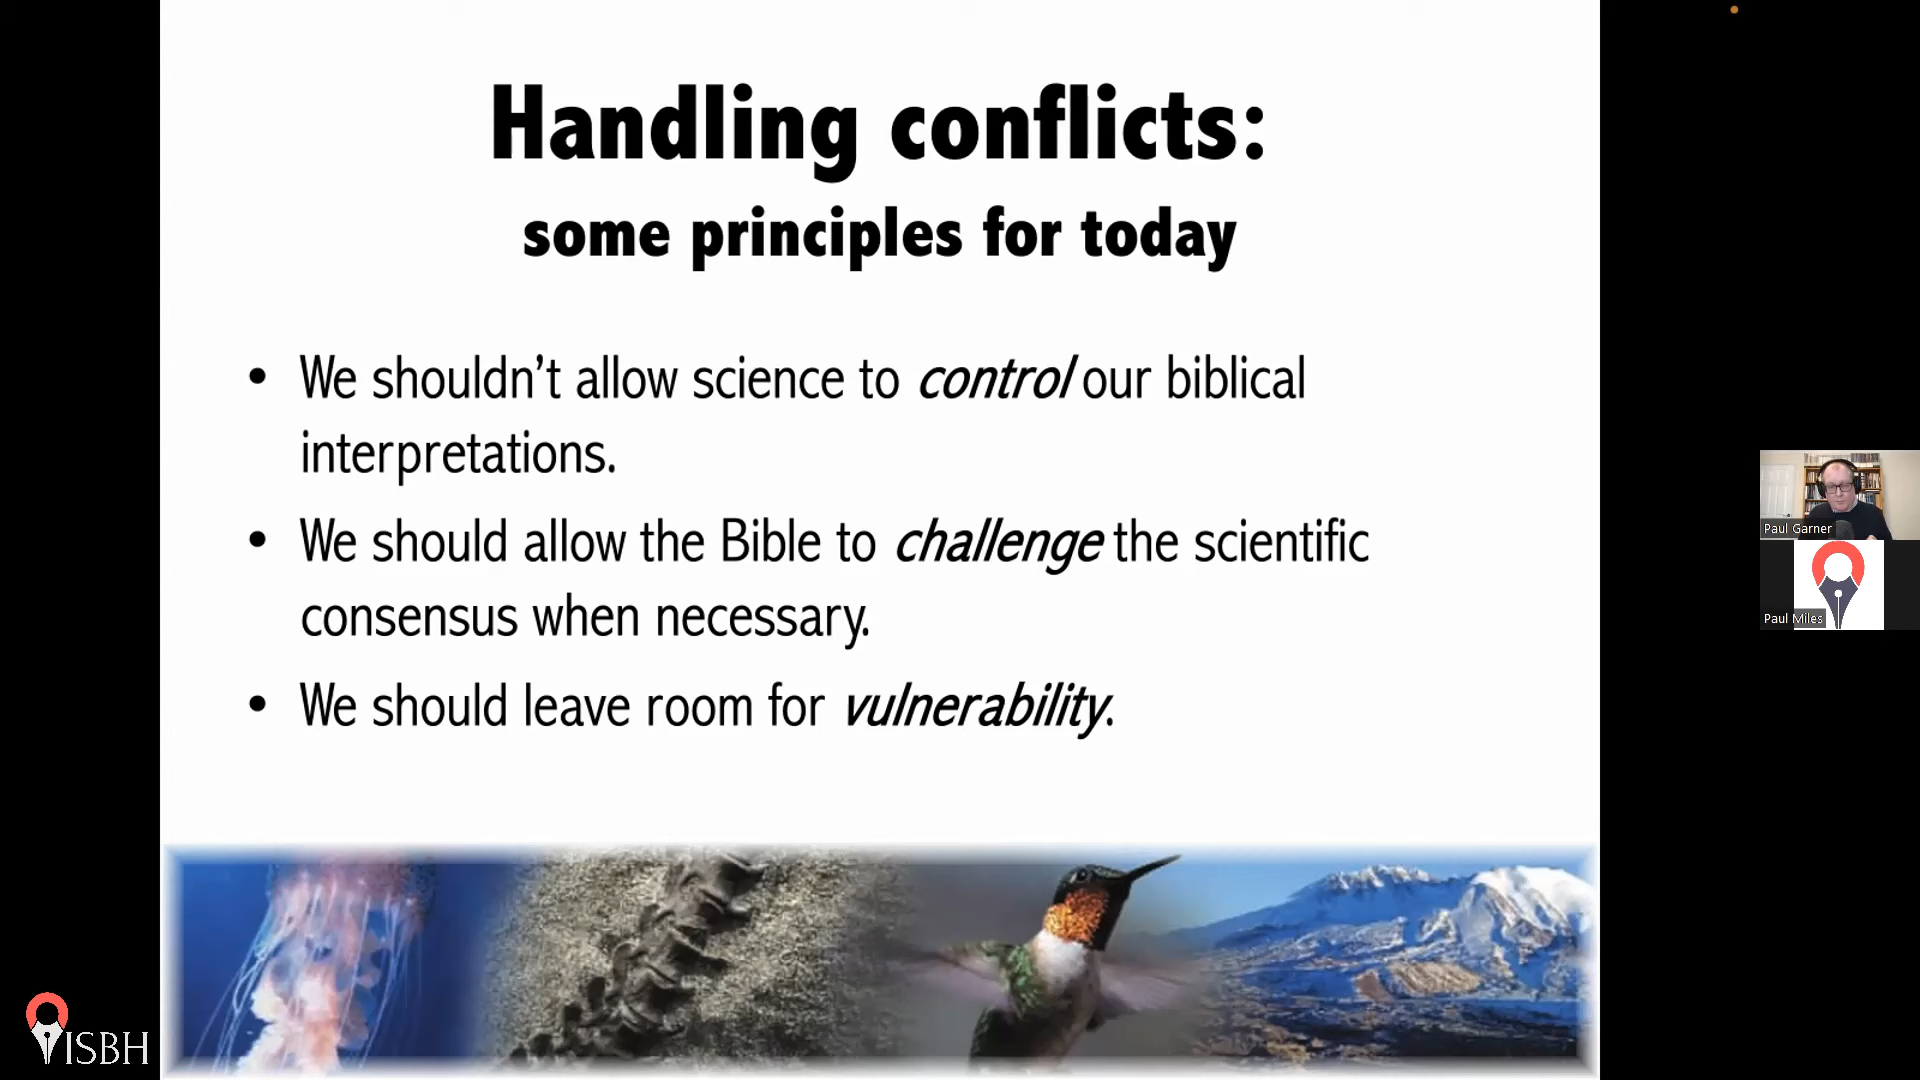 Handling conflicts:
some principles for today
• We shouldn't allow science to control our biblical
interpretations.
• We should allow the Bible to challenge the scientific
consensus when necessary.
• We should leave room for vulnerability.
Paul Garner
Paul Miles
ISBH